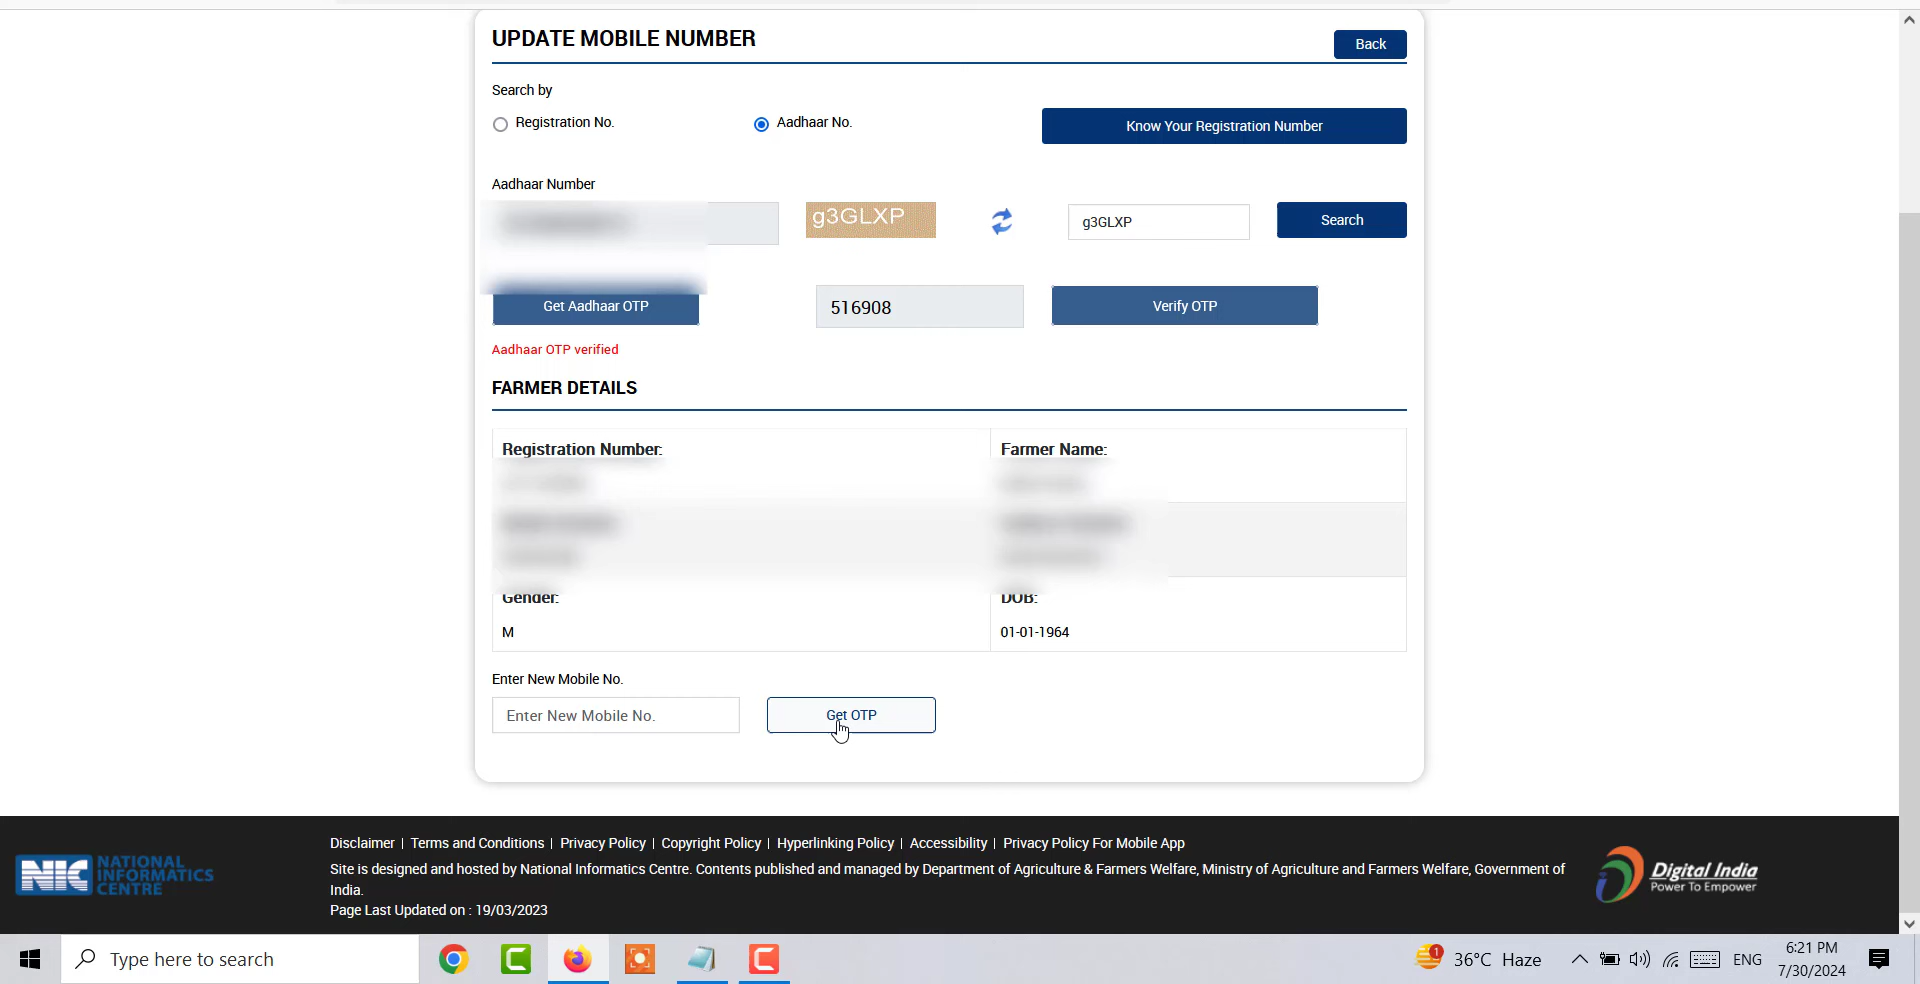 UPDATE MOBILE NUMBER
Back
Search by
Registration No.
Aadhaar No.
Know Your Registration Number
Aadhaar Number
g3GLXP
g3GLXP
Search
Get Aadhaar OTP
516908
Verify OTP
Aadhaar OTP verified
FARMER DETAILS
Registration Number:
Farmer Name:
Gender:
DOB:
M
01-01-1964
Enter New Mobile No.
Enter New Mobile No.
Get OTP
NIC NATIONAL INFORMATICS CENTRE
Disclaimer | Terms and Conditions | Privacy Policy | Copyright Policy | Hyperlinking Policy | Accessibility | Privacy Policy For Mobile App
Site is designed and hosted by National Informatics Centre. Contents published and managed by Department of Agriculture & Farmers Welfare, Ministry of Agriculture and Farmers Welfare, Government of
India.
Page Last Updated on : 19/03/2023
Digital India
Power To Empower
Type here to search
1
36°C Haze
ENG
6:21 PM
7/30/2024